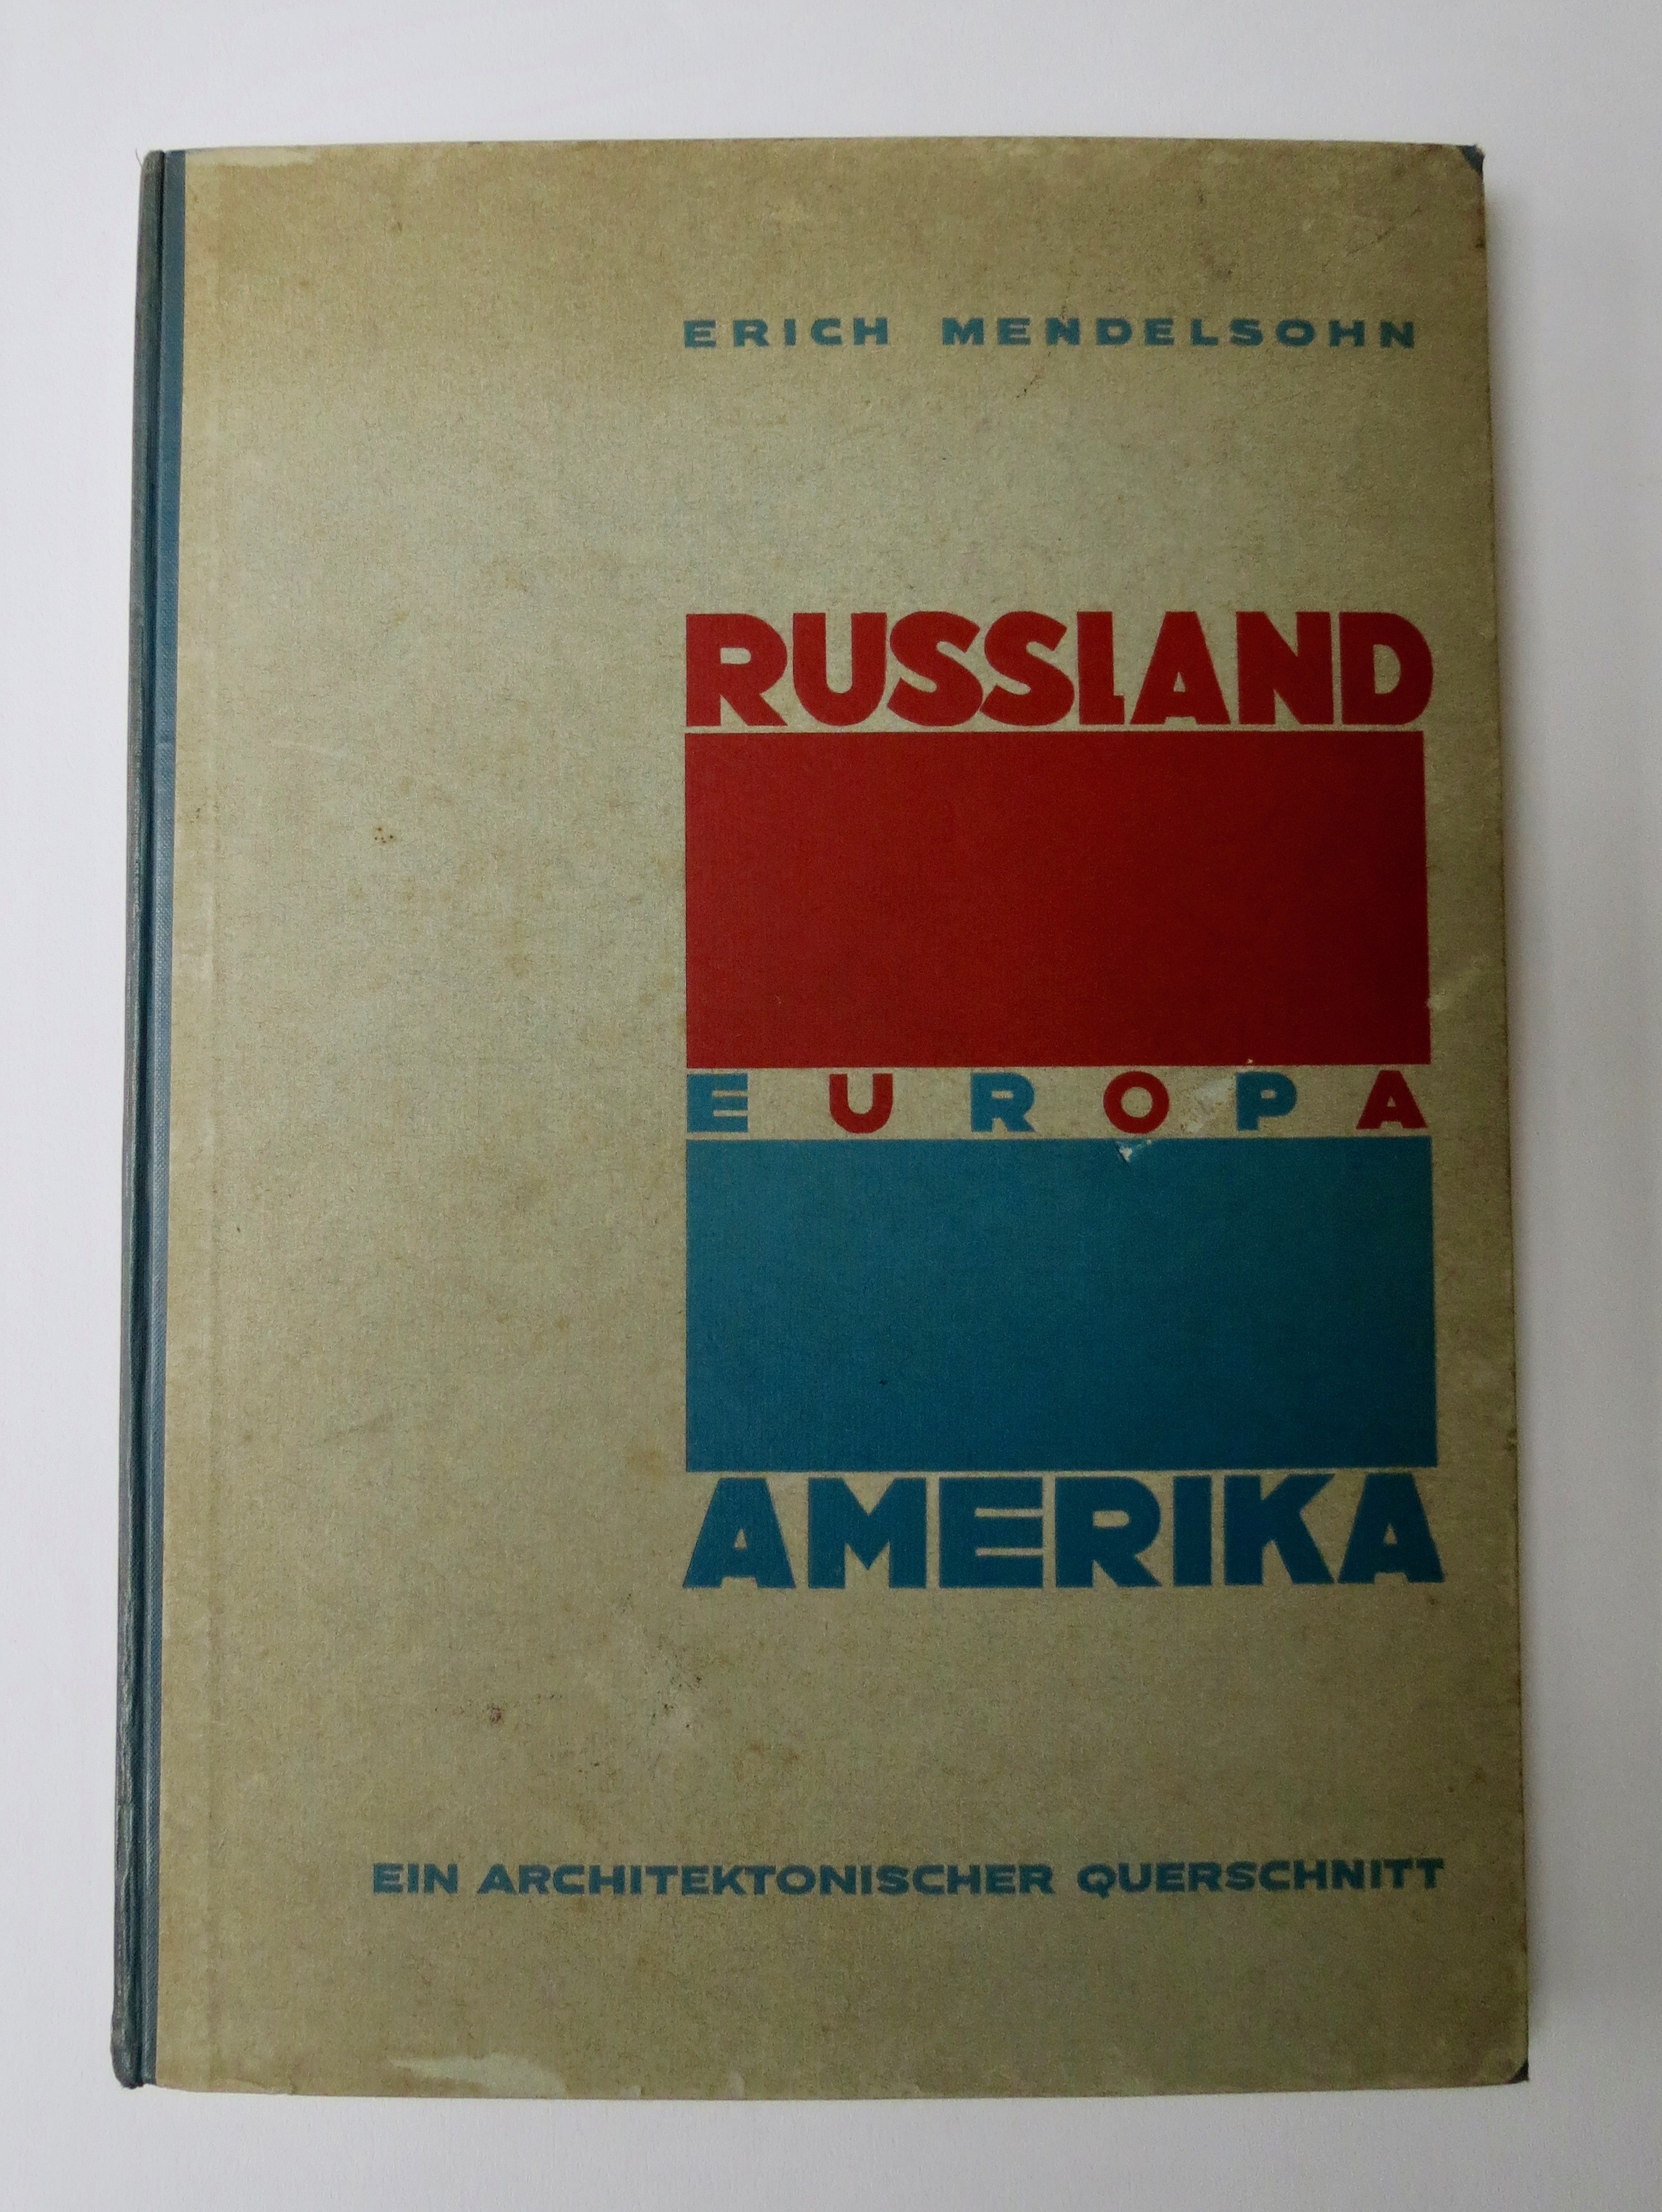 ERICH MENDELSOHN
RUSSLAND
EUROPA
AMERIKA
EIN ARCHITEKTONISCHER QUERSCHNITT